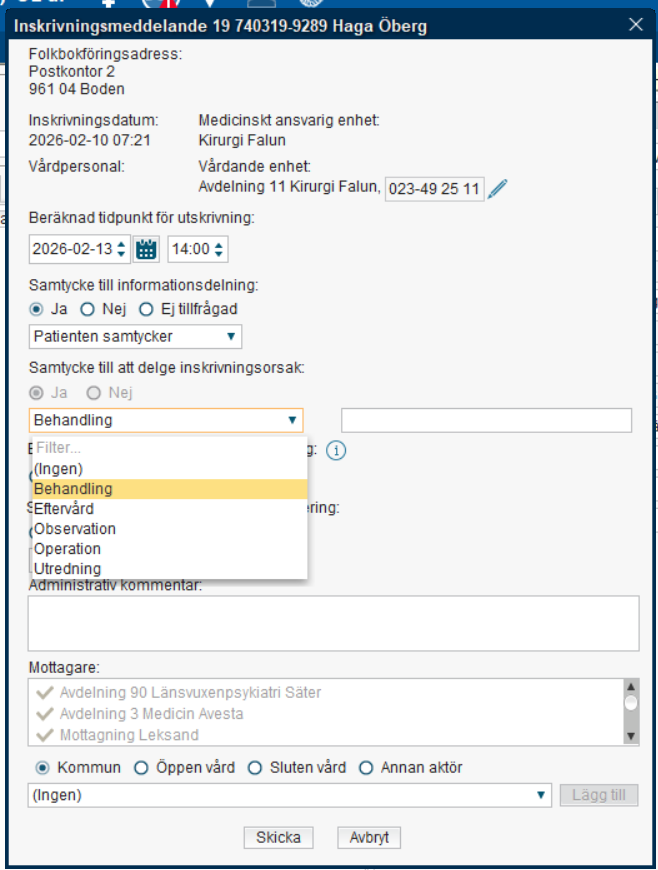 Inskrivningsmeddelande 19 740319-9289 Haga Öberg
Folkbokföringsadress:
Postkontor 2
961 04 Boden
Inskrivningsdatum:
2026-02-10 07:21
Medicinskt ansvarig enhet:
Kirurgi Falun
Vårdpersonal:
Vårdande enhet:
Avdelning 11 Kirurgi Falun, 023-49 25 11
Beräknad tidpunkt för utskrivning:
2026-02-13 14:00
Samtycke till informationsdelning:
Ja Nej Ej tillfrågad
Patienten samtycker
Samtycke till att delge inskrivningsorsak:
Ja Nej
Behandling
Filter...
(Ingen)
Behandling
Eftervård
Observation
Operation
Utredning
Administrativ kommentar:
Mottagare:
Avdelning 90 Länsvuxenpsykiatri Säter
Avdelning 3 Medicin Avesta
Mottagning Leksand
Kommun Öppen vård Sluten vård Annan aktör
(Ingen) Lägg till
Skicka Avbryt